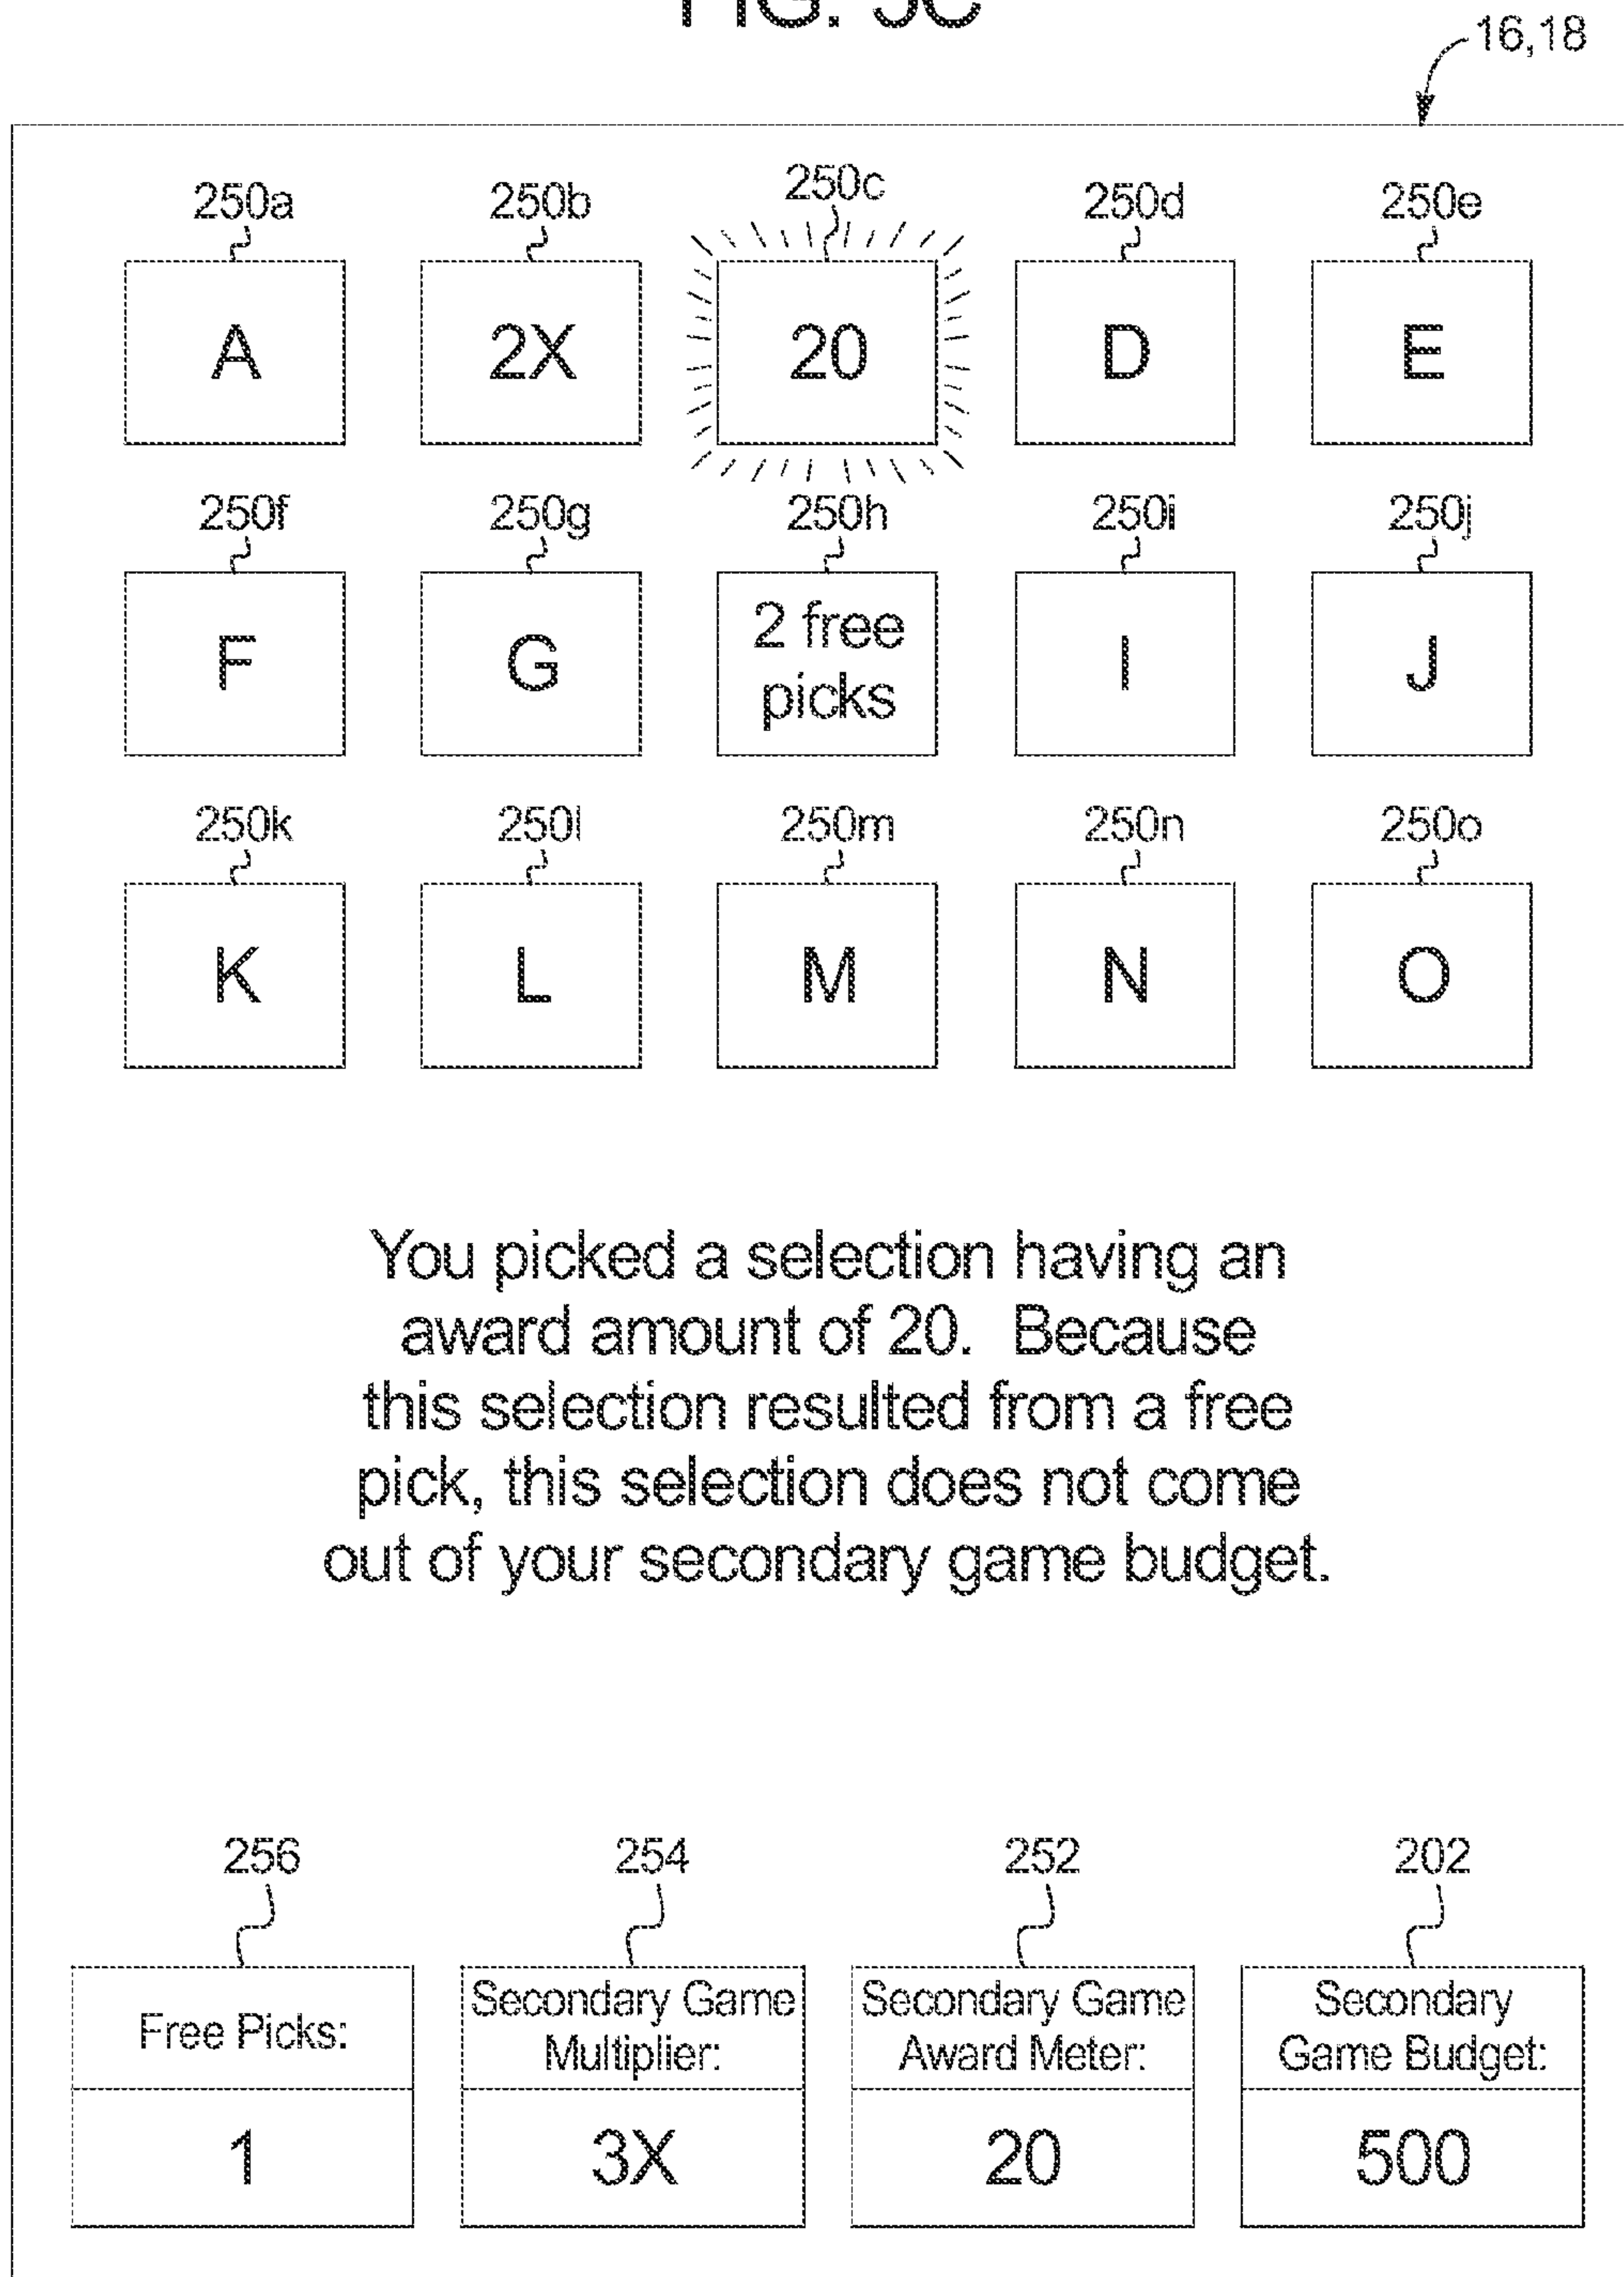 FIG. 5C
16,18
250a 250b 250c 250d 250e
A 2X 20 D E
250f 250g 250h 250i 250j
F G 2 free picks I J
250k 250l 250m 250n 250o
K L M N O
You picked a selection having an
award amount of 20. Because
this selection resulted from a free
pick, this selection does not come
out of your secondary game budget.
256 254 252 202
Free Picks:
1
Secondary Game
Multiplier:
3X
Secondary Game
Award Meter:
20
Secondary
Game Budget:
500